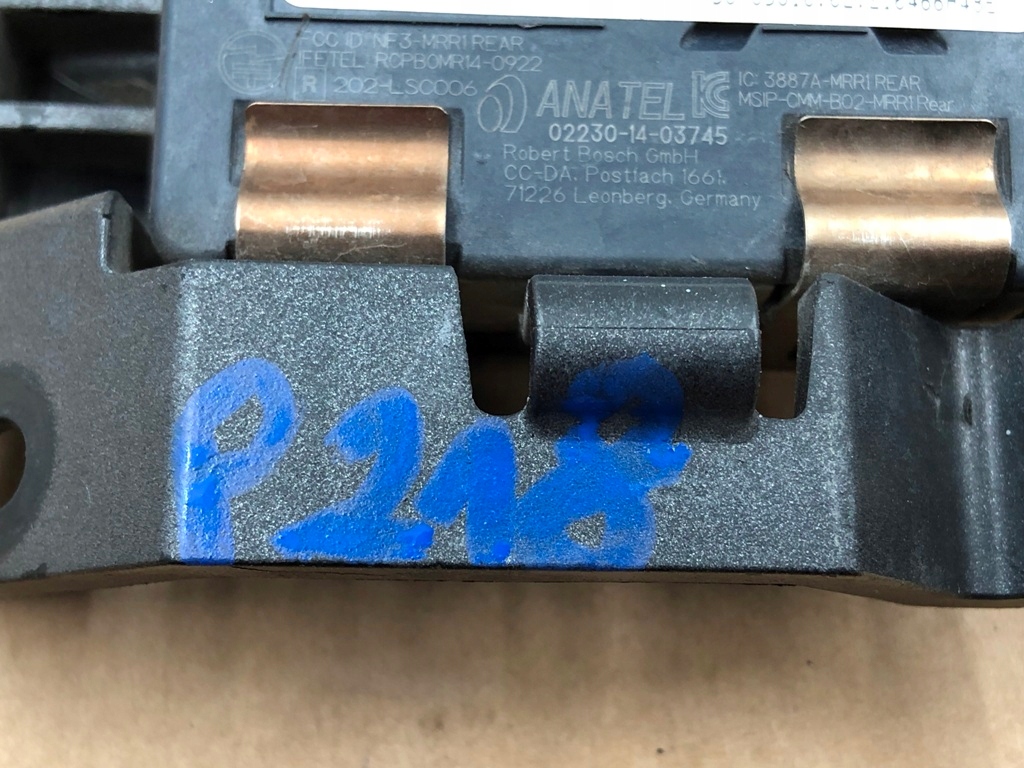 FCC ID: NF3-MRR1REAR
IFETEL: RCPBOMR14-0922
R 202-LSC006
ANATEL
02230-14-03745
IC: 3887A-MRR1REAR
MSIP-CMM-B02-MRR1Rear
Robert Bosch GmbH
CC-DA, Postfach 1661,
71226 Leonberg, Germany
P218